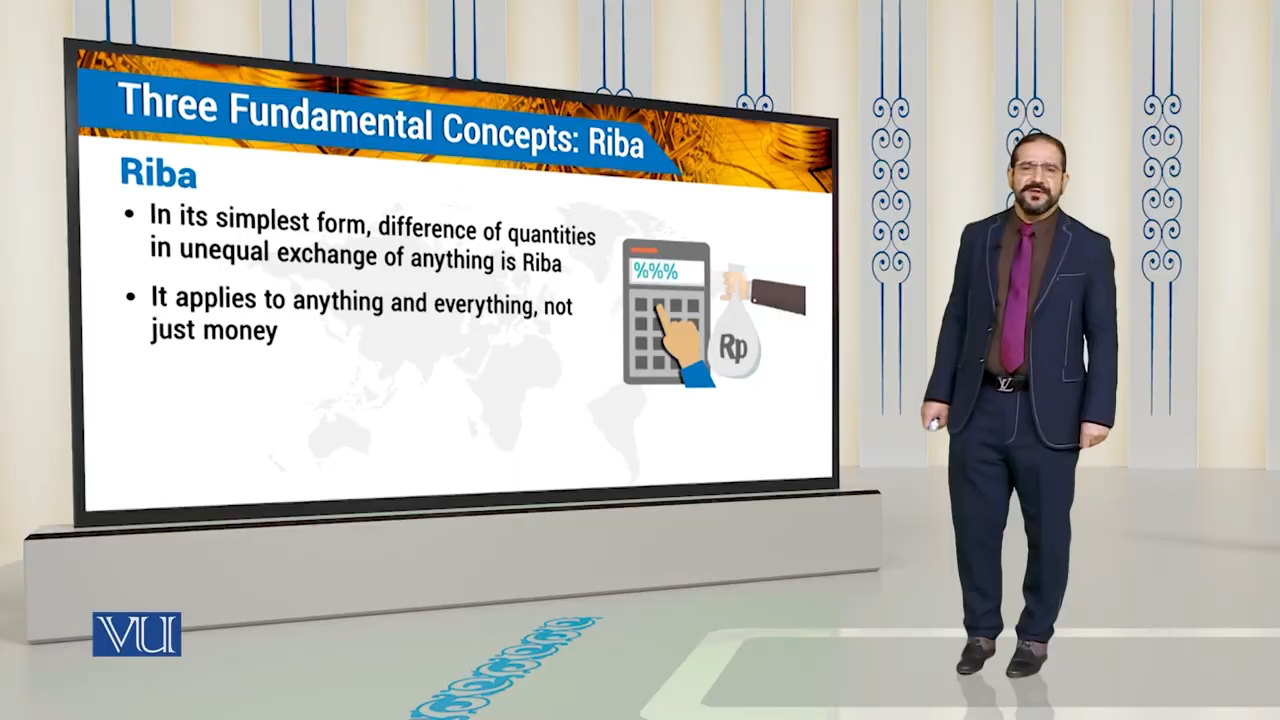 Three Fundamental Concepts: Riba
Riba
• In its simplest form, difference of quantities
in unequal exchange of anything is Riba
• It applies to anything and everything, not
just money
%%%
Rp
LV
VU